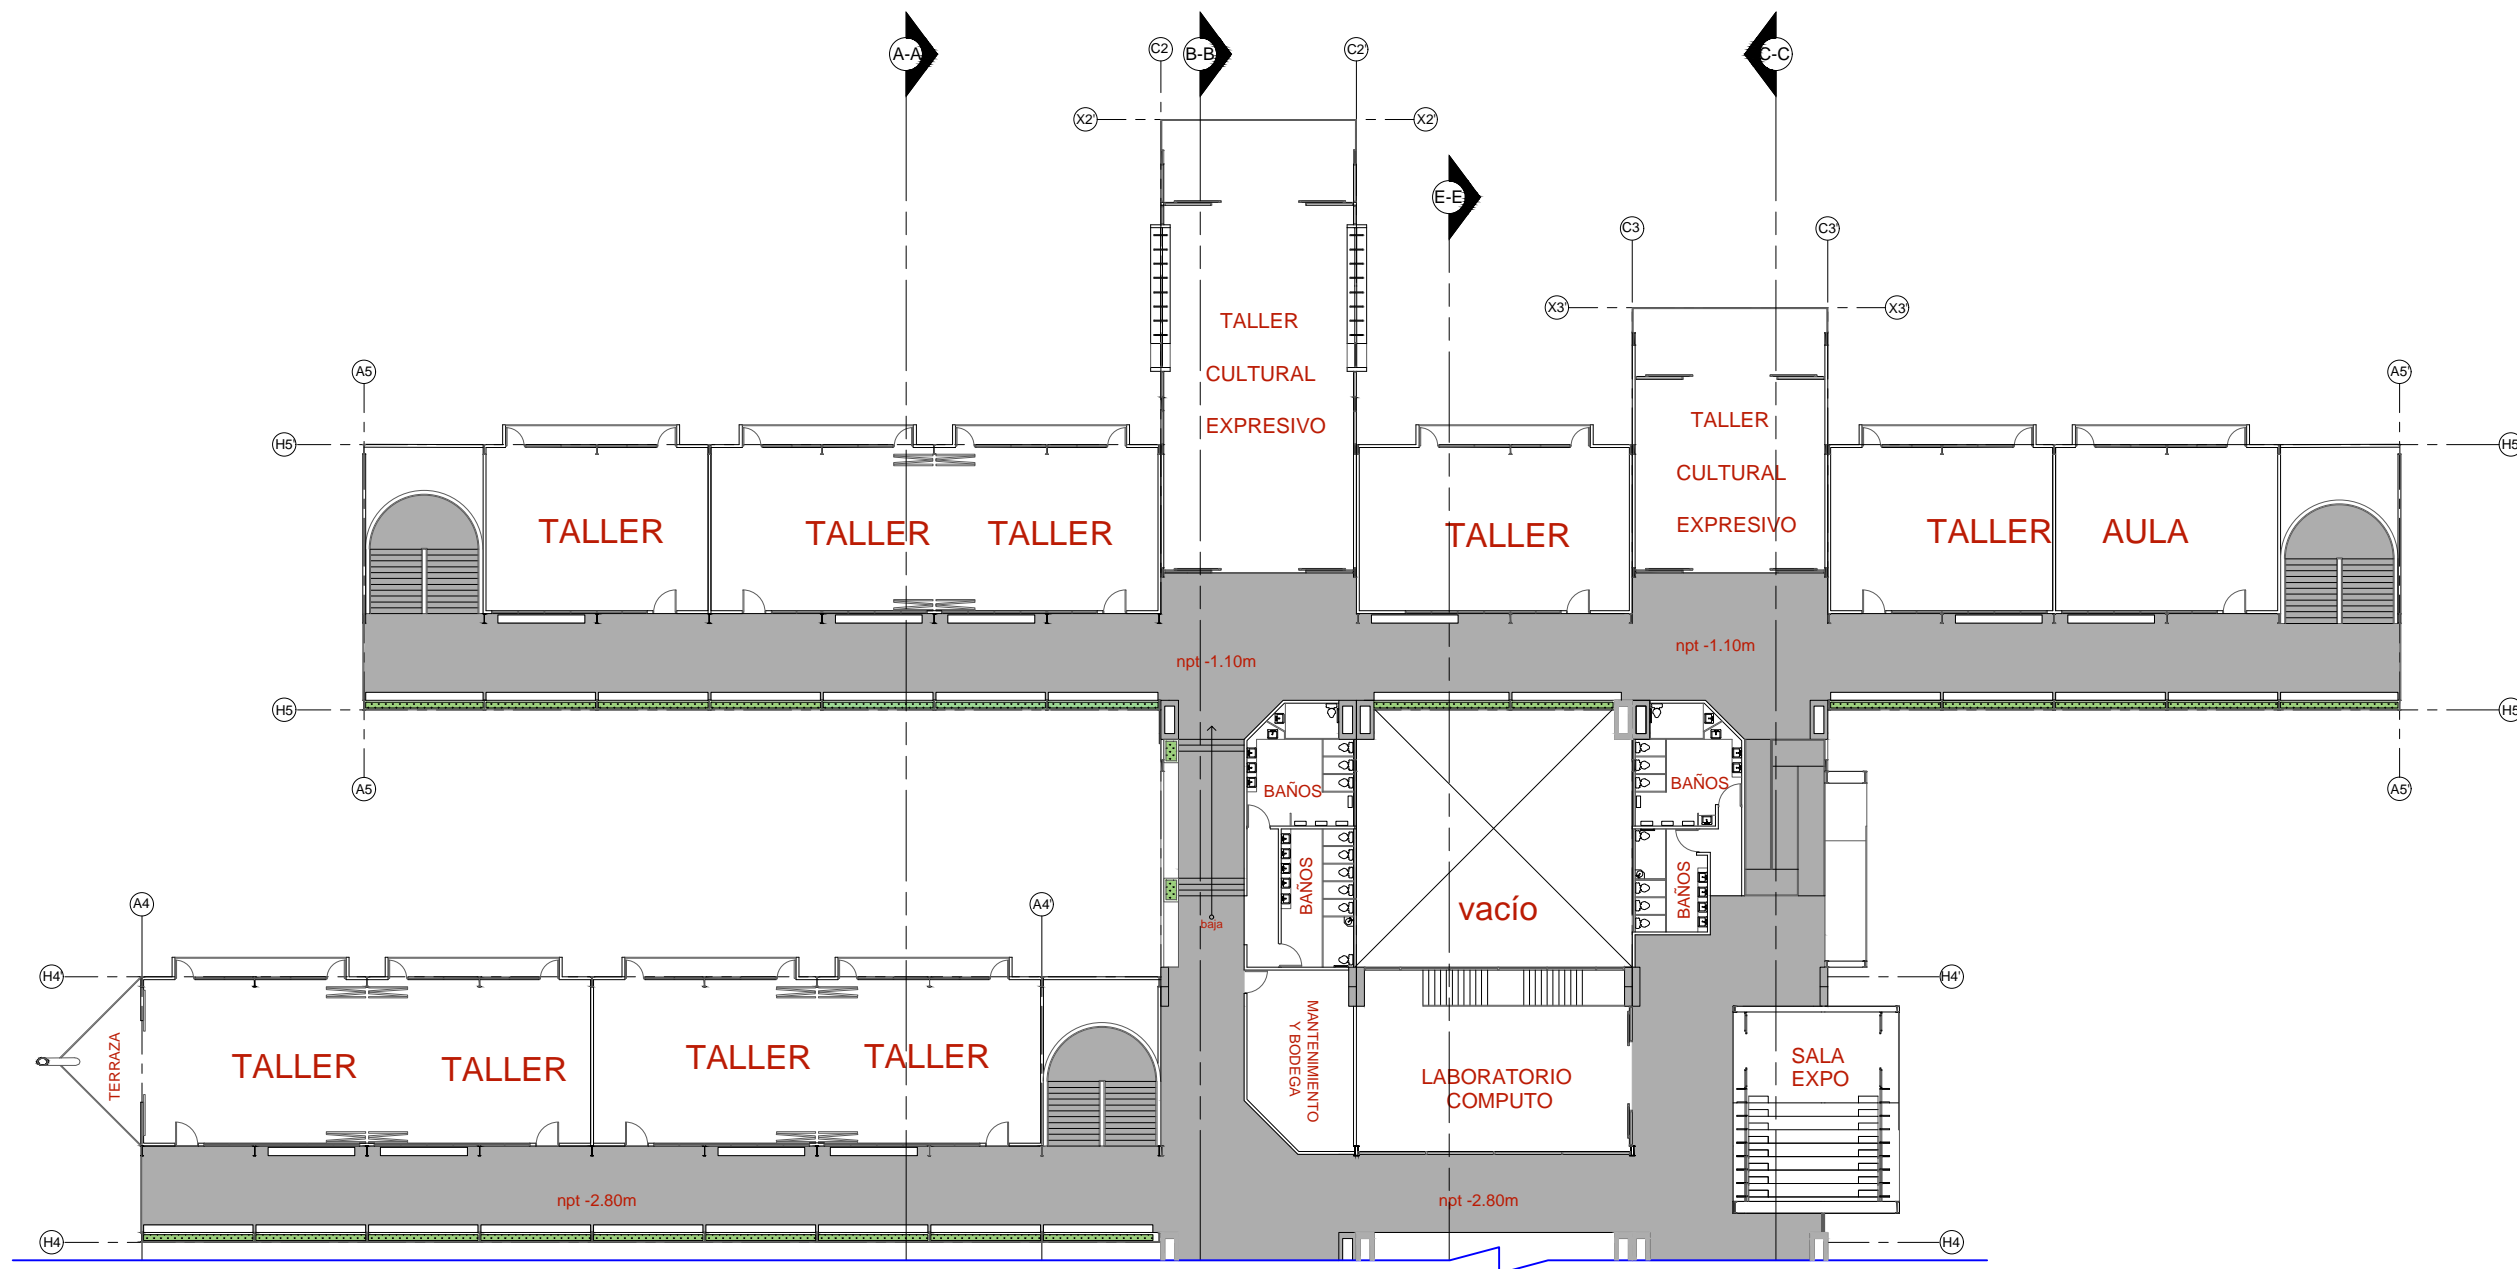 A-A
C2
B-B
C2'
C-C
X2'
X2'
E-E
C3
C3'
X3'
X3'
TALLER
CULTURAL
EXPRESIVO
A5
A5'
TALLER
CULTURAL
EXPRESIVO
H5
H5
TALLER
TALLER
TALLER
TALLER
TALLER
AULA
npt -1.10m
npt -1.10m
H5
H5
A5
A5'
BAÑOS
BAÑOS
BAÑOS
BAÑOS
vacío
baja
A4
A4'
H4'
H4'
TERRAZA
TALLER
TALLER
TALLER
TALLER
MANTENIMIENTO
Y BODEGA
LABORATORIO
COMPUTO
SALA
EXPO
npt -2.80m
npt -2.80m
H4
H4